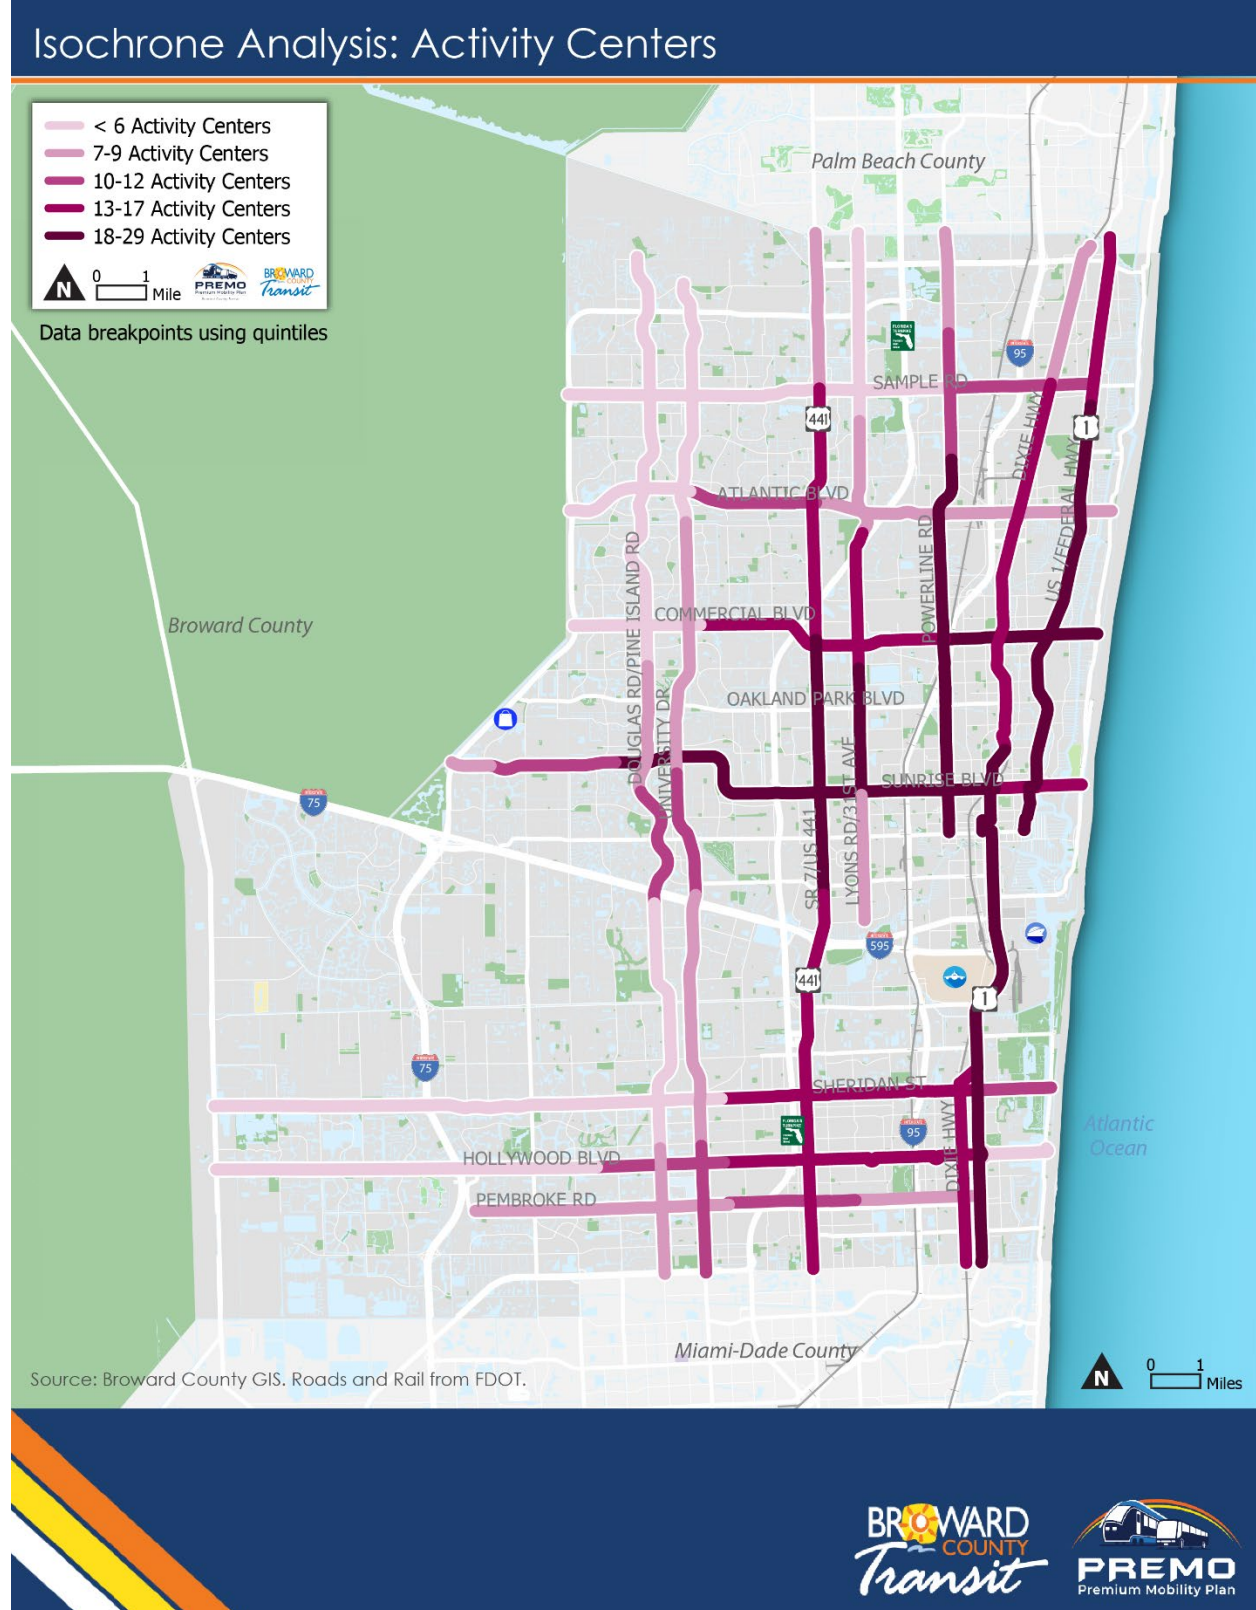 Isochrone Analysis: Activity Centers
< 6 Activity Centers
7-9 Activity Centers
10-12 Activity Centers
13-17 Activity Centers
18-29 Activity Centers
N
0 1
Mile
PREMO
Premium Mobility Plan
BROWARD
COUNTY
Transit
Data breakpoints using quintiles
Palm Beach County
95
SAMPLE RD
441
1
DIXIE HWY
ATLANTIC BLVD
US 1/FEDERAL HWY
POWERLINE RD
DOUGLAS RD/PINE ISLAND RD
COMMERCIAL BLVD
Broward County
UNIVERSITY DR
OAKLAND PARK BLVD
LYONS RD/31ST AVE
SUNRISE BLVD
75
SR 7/US 441
595
441
1
75
SHERIDAN ST
95
DIXIE HWY
Atlantic
Ocean
HOLLYWOOD BLVD
PEMBROKE RD
Miami-Dade County
Source: Broward County GIS. Roads and Rail from FDOT.
N
0 1
Miles
BROWARD
COUNTY
Transit
PREMO
Premium Mobility Plan